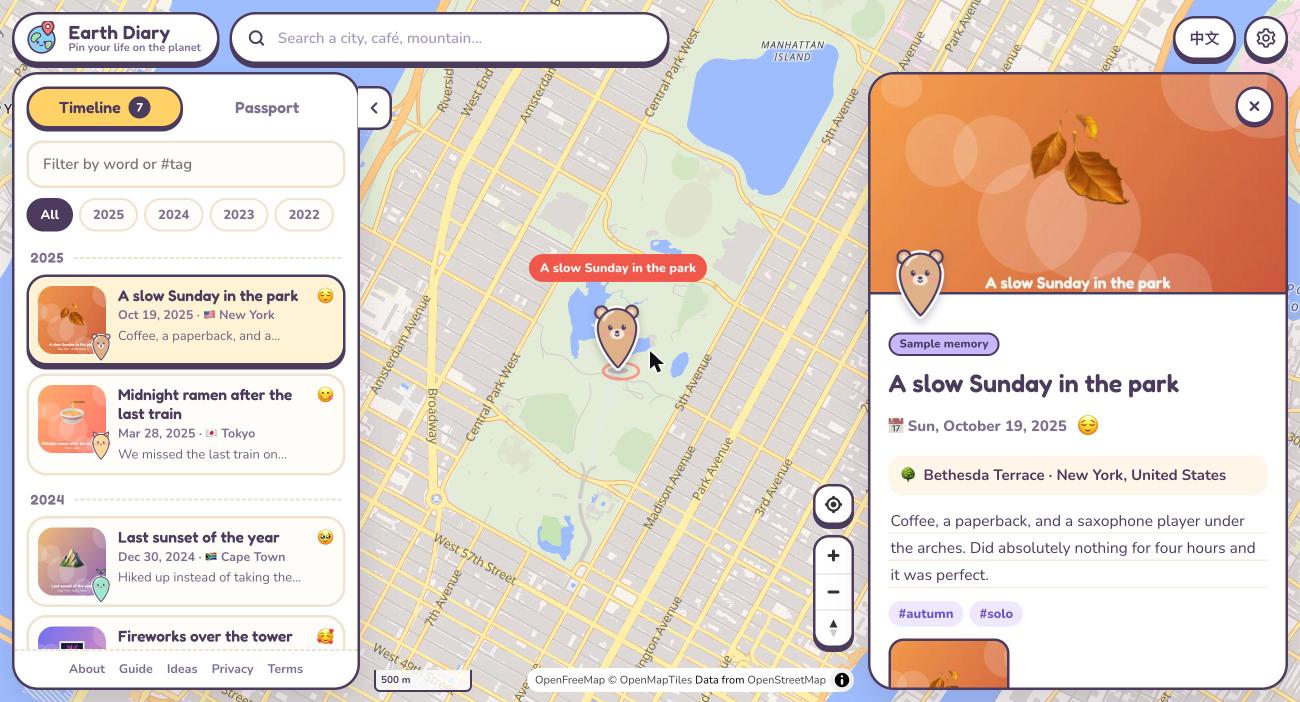 Earth Diary
Pin your life on the planet
Search a city, café, mountain...
中文
Timeline 7
Passport
Filter by word or #tag
All
2025
2024
2023
2022
2025
A slow Sunday in the park
Oct 19, 2025 · New York
Coffee, a paperback, and a...
Midnight ramen after the
last train
Mar 28, 2025 · Tokyo
We missed the last train on...
2024
Last sunset of the year
Dec 30, 2024 · Cape Town
Hiked up instead of taking the...
Fireworks over the tower
About
Guide
Ideas
Privacy
Terms
MANHATTAN
ISLAND
West End
Amsterdam
Central Park West
5th Avenue
Park Aven
A slow Sunday in the park
Amsterdam Avenue
Broadway
Central Park West
5th Avenue
Madison Avenue
Park Avenue
3rd Avenue
West 57th Street
7th Avenue
500 m
OpenFreeMap © OpenMapTiles Data from OpenStreetMap
A slow Sunday in the park
Sample memory
A slow Sunday in the park
Sun, October 19, 2025
Bethesda Terrace · New York, United States
Coffee, a paperback, and a saxophone player under
the arches. Did absolutely nothing for four hours and
it was perfect.
#autumn
#solo